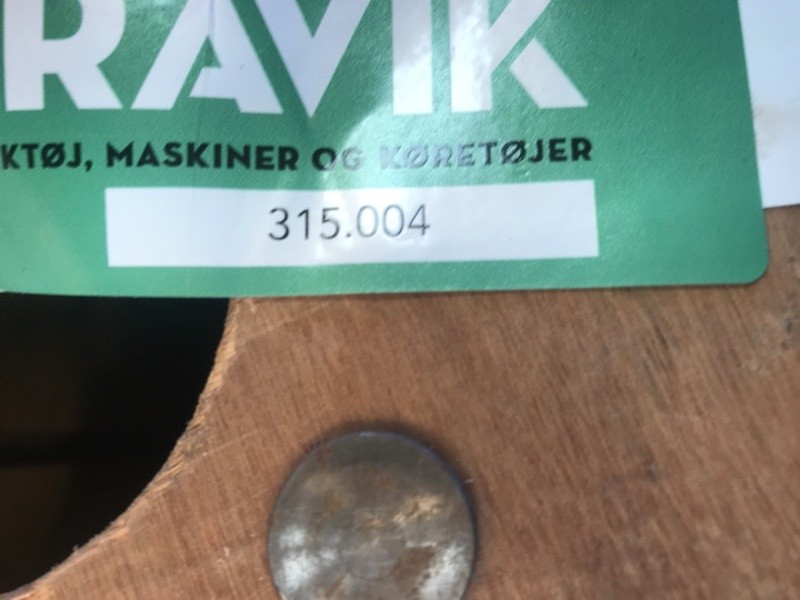 RAVIK
KTØJ, MASKINER OG KØRETØJER
315.004